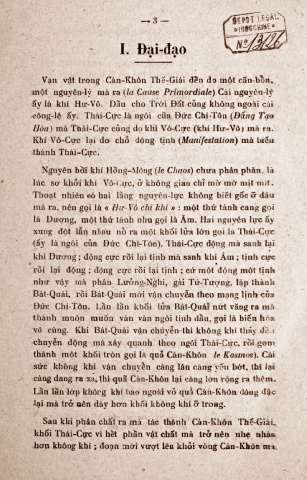 — 3 —
DEPOT LEGAL
INDOCHINE
Nº
I. Đại-đạo
Vạn vật trong Càn-Khôn Thế-Giái đều do một căn-bổn,
một nguyên-lý mà ra (la Cause Primordiale) Cái nguyên-lý
ấy là khí Hư-Vô. Dầu cho Trời Đất cũng không ngoài cái
công-lệ ấy. Thái-Cực là ngôi của Đức Chí-Tôn (Đấng Tạo
Hóa) mà Thái-Cực cũng do khí Vô-Cực (khí Hư-Vô) mà ra.
Khí Vô-Cực lại do chỗ động tịnh (Manifestation) mà biến
thành Thái-Cực.
Nguyên hồi khí Hồng-Mông (le Chaos) chưa phân phán, là
lúc sơ khởi khí Vô-Cực, ở không gian chỉ mờ mờ mịt mịt.
Thoạt nhiên có hai lằng nguyên-lực không biết gốc ở đâu
mà ra, nên gọi là « Hư-Vô chi khí » : một thứ tánh cang gọi
là Dương, một thứ tánh nhu gọi là Âm. Hai nguyên-lực ấy
xung đột lẫn nhau nổ ra một khối lửa lớn gọi là Thái-Cực
(ấy là ngôi của Đức Chí-Tôn). Thái-Cực động mà sanh lại
khí Dương ; động cực rồi lại tịnh mà sanh khí Âm ; tịnh cực
rồi lại động ; động cực rồi lại tịnh ; cứ một động một tịnh
như vậy mà phân Lưỡng-Nghi, gái Tứ-Tượng, lập thành
Bát-Quái, rồi Bát-Quái mới vận chuyển theo mạng lịnh của
Đức Chí-Tôn. Lần lần khối lửa Bát-Quái nứt văng ra mà
thành muôn muôn vàn vàn ngôi tinh đẩu, gọi là biến hóa
vô cùng. Khi Bát-Quái vận chuyển thì không khí thảy đều
chuyển động mà xây quanh theo ngôi Thái-Cực, rồi gom
thành một khối tròn gọi là quả Càn-Khôn (le Kosmos). Cái
sức không khí vận chuyển càng lâu càng yếu bớt, thì lại
càng dang ra xa, thì quả Càn-Khôn lại càng lớn rộng ra thêm.
Lần lần lớp không khí bao ngoài vỏ quả Càn-Khôn đông đặc
lại mà trở nên dày hơn khối không khí ở trong.
Sau khi phân chất ra mà tác thành Càn-Khôn Thế-Giái,
khối Thái-Cực vì hết phần vật chất mà trở nên nhẹ nhàn
hơn không khí ; đoạn mới vượt lên khỏi vòng Càn-Khôn mà